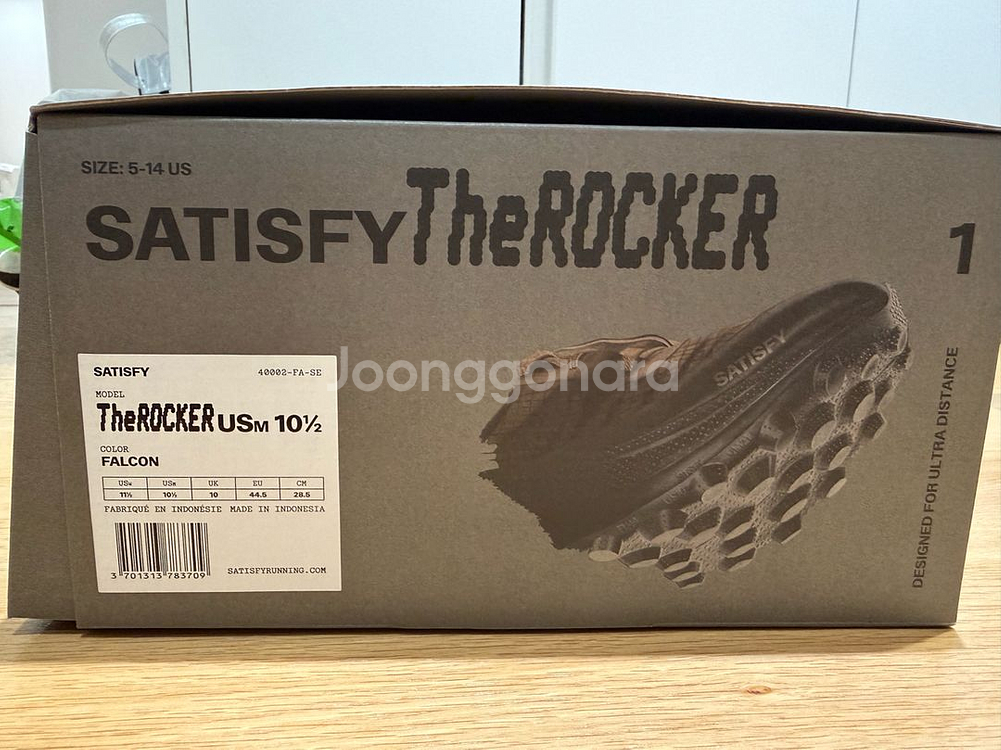 SIZE: 5-14 US
SATISFY TheROCKER
1
Joonggonara
SATISFY
DESIGNED FOR ULTRA DISTANCE
SATISFY 40002-FA-SE
MODEL
TheROCKER USM 10½
COLOR
FALCON
USW USM UK EU CM
11½ 10½ 10 44.5 28.5
FABRIQUÉ EN INDONÉSIE MADE IN INDONESIA
3 701313 783709
SATISFYRUNNING.COM